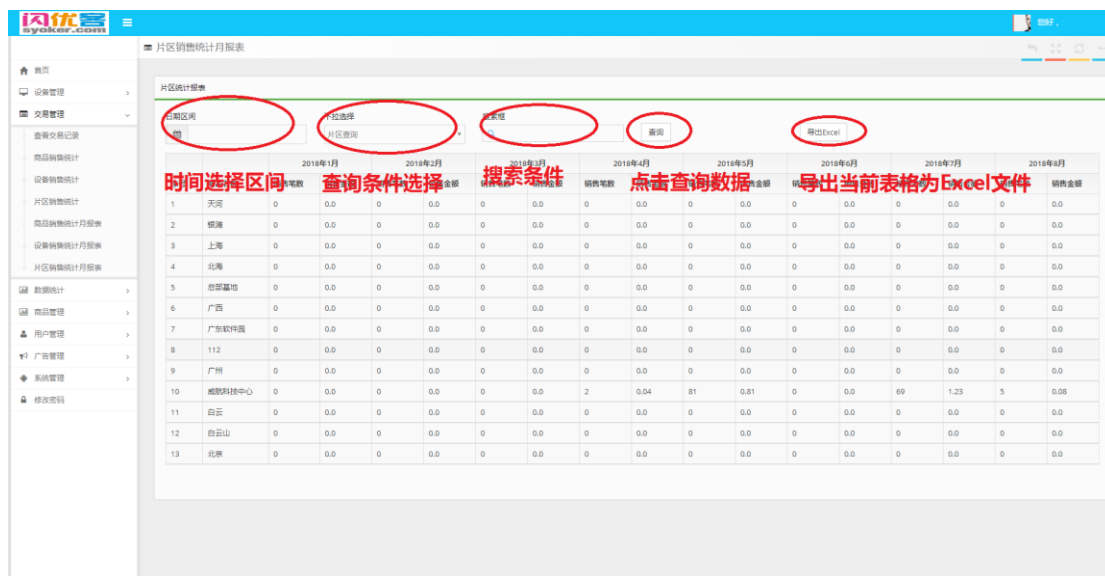 闪优客
syoker.com
您好，
片区销售统计月报表
首页
设备管理
交易管理
查看交易记录
商品销售统计
设备销售统计
片区销售统计
商品销售统计月报表
设备销售统计月报表
片区销售统计月报表
数据统计
商品管理
用户管理
广告管理
系统管理
修改密码
片区统计报表
日期区间 下拉选择 搜索框
片区查询 查询 导出Excel
时间选择区间 查询条件选择 搜索条件 点击查询数据 导出当前表格为Excel文件
2018年1月 2018年2月 2018年3月 2018年4月 2018年5月 2018年6月 2018年7月 2018年8月
销售笔数 销售金额
1 天河 0 0.0 0 0.0 0 0.0 0 0.0 0 0.0 0 0.0 0 0.0 0 0.0
2 银滩 0 0.0 0 0.0 0 0.0 0 0.0 0 0.0 0 0.0 0 0.0 0 0.0
3 上海 0 0.0 0 0.0 0 0.0 0 0.0 0 0.0 0 0.0 0 0.0 0 0.0
4 北海 0 0.0 0 0.0 0 0.0 0 0.0 0 0.0 0 0.0 0 0.0 0 0.0
5 总部基地 0 0.0 0 0.0 0 0.0 0 0.0 0 0.0 0 0.0 0 0.0 0 0.0
6 广西 0 0.0 0 0.0 0 0.0 0 0.0 0 0.0 0 0.0 0 0.0 0 0.0
7 广东软件园 0 0.0 0 0.0 0 0.0 0 0.0 0 0.0 0 0.0 0 0.0 0 0.0
8 112 0 0.0 0 0.0 0 0.0 0 0.0 0 0.0 0 0.0 0 0.0 0 0.0
9 广州 0 0.0 0 0.0 0 0.0 0 0.0 0 0.0 0 0.0 0 0.0 0 0.0
10 威航科技中心 0 0.0 0 0.0 0 0.0 2 0.04 81 0.81 0 0.0 69 1.23 5 0.08
11 白云 0 0.0 0 0.0 0 0.0 0 0.0 0 0.0 0 0.0 0 0.0 0 0.0
12 白云山 0 0.0 0 0.0 0 0.0 0 0.0 0 0.0 0 0.0 0 0.0 0 0.0
13 北京 0 0.0 0 0.0 0 0.0 0 0.0 0 0.0 0 0.0 0 0.0 0 0.0